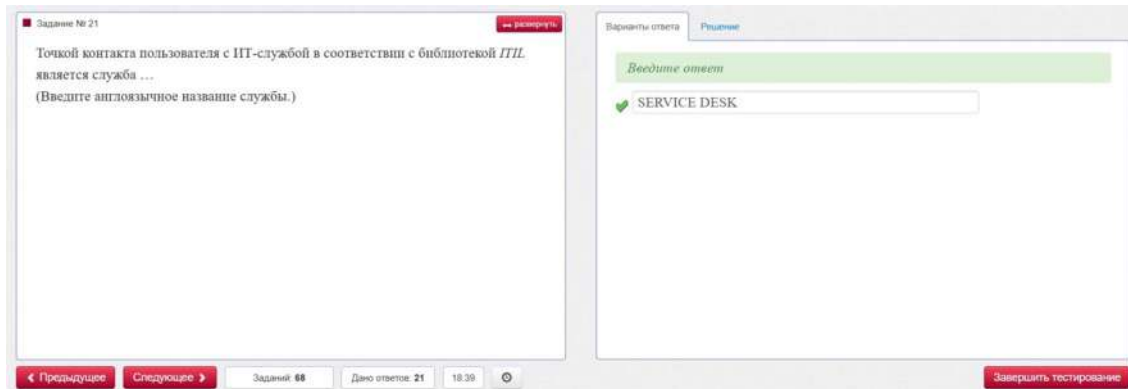 Задание № 21
развернуть
Точкой контакта пользователя с ИТ-службой в соответствии с библиотекой ITIL
является служба …
(Введите англоязычное название службы.)
Варианты ответа
Решение
Введите ответ
SERVICE DESK
Предыдущее
Следующее
Заданий: 68
Дано ответов: 21
18:39
Завершить тестирование